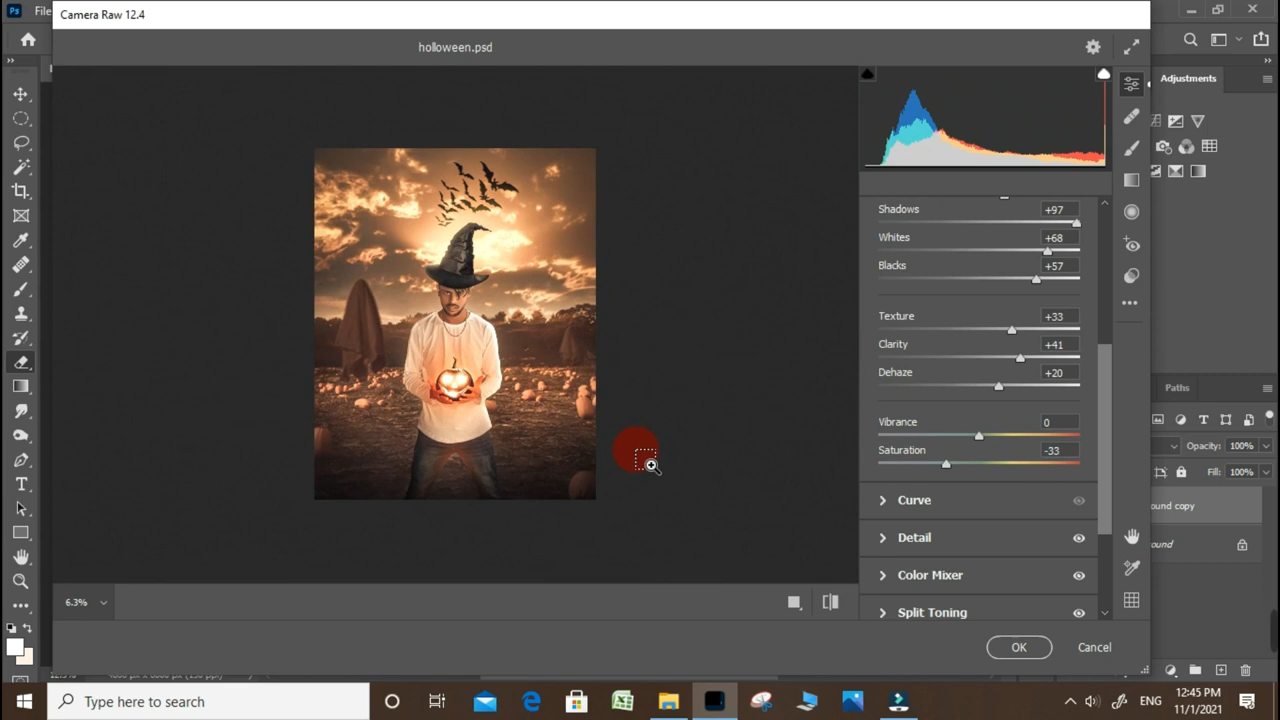 Ps File
Camera Raw 12.4
holloween.psd
Adjustments
Shadows +97
Whites +68
Blacks +57
Texture +33
Clarity +41
Dehaze +20
Vibrance 0
Saturation -33
Curve
Detail
Color Mixer
Split Toning
Paths
Opacity: 100%
Fill: 100%
ound copy
ound
6.3%
OK Cancel
Type here to search
ENG
12:45 PM
11/1/2021